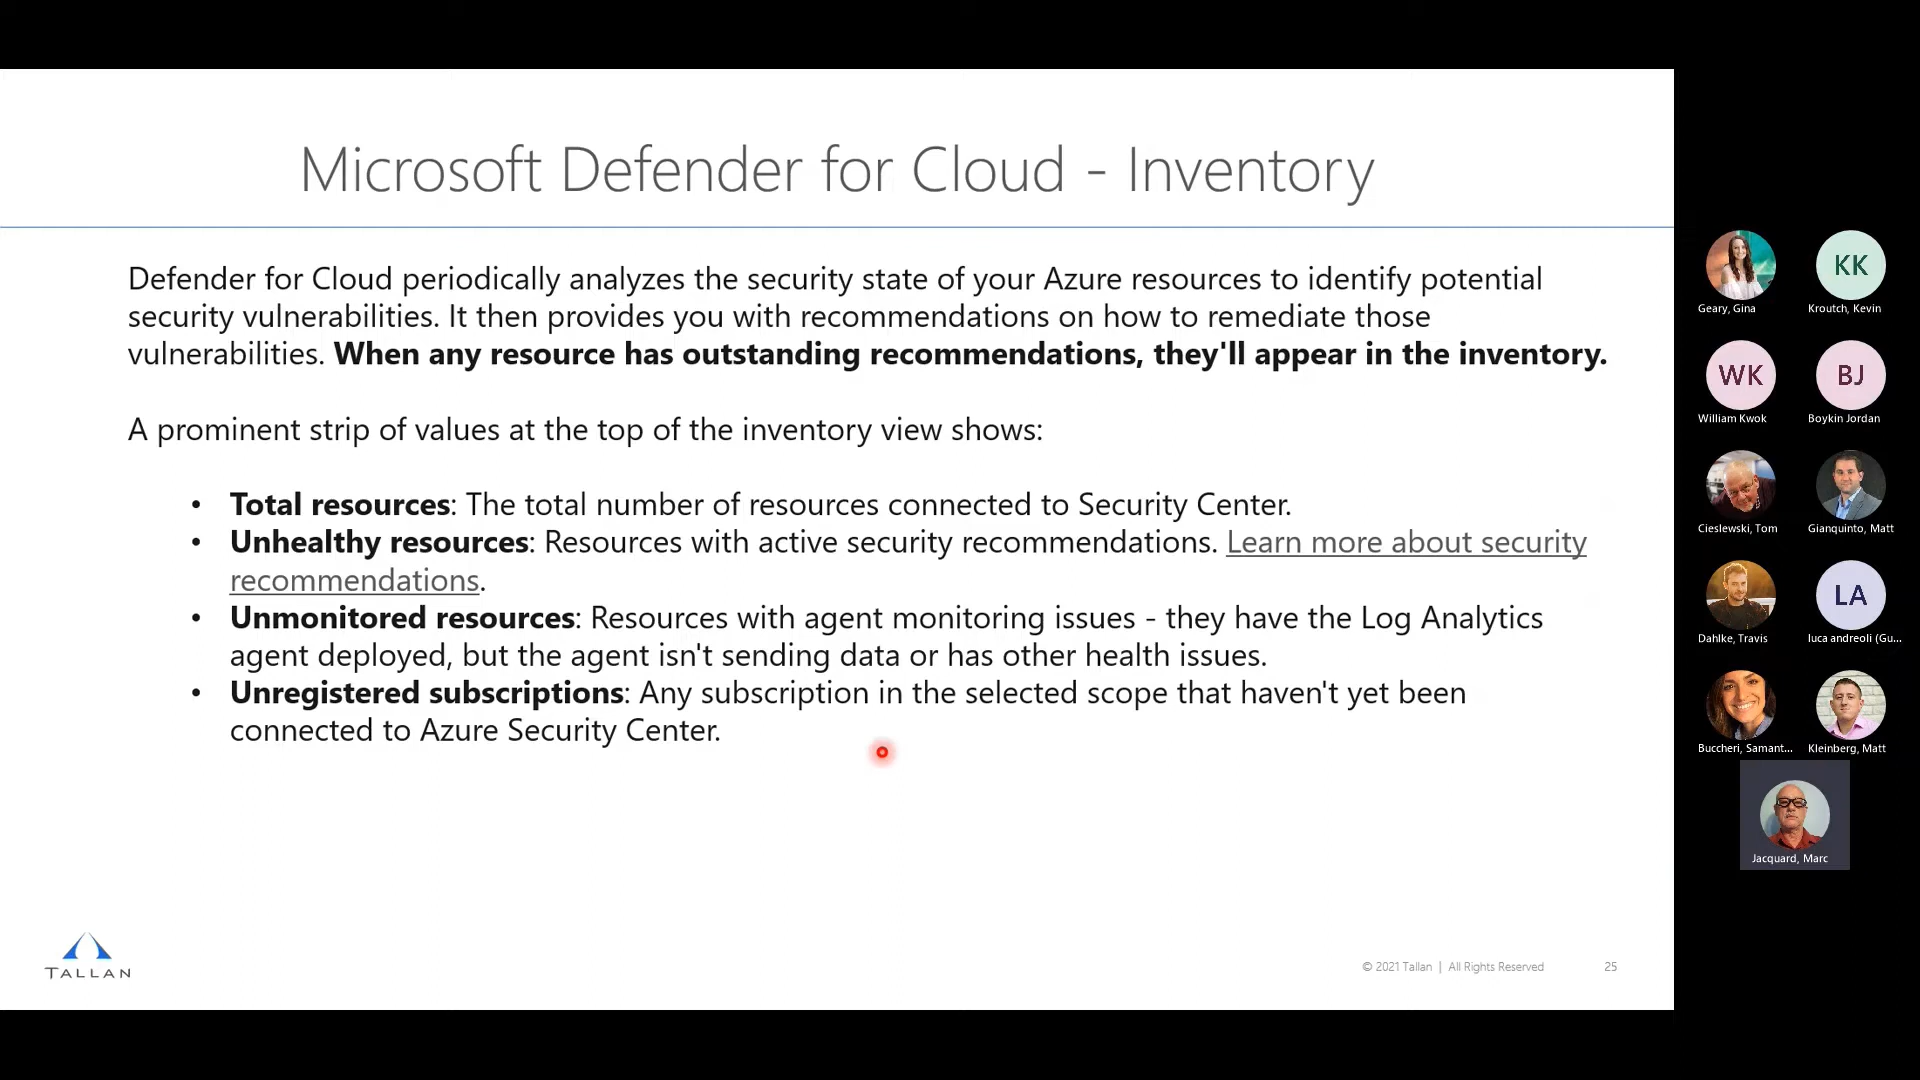 Microsoft Defender for Cloud - Inventory
Defender for Cloud periodically analyzes the security state of your Azure resources to identify potential
security vulnerabilities. It then provides you with recommendations on how to remediate those
vulnerabilities. When any resource has outstanding recommendations, they'll appear in the inventory.
A prominent strip of values at the top of the inventory view shows:
• Total resources: The total number of resources connected to Security Center.
• Unhealthy resources: Resources with active security recommendations. Learn more about security
recommendations.
• Unmonitored resources: Resources with agent monitoring issues - they have the Log Analytics
agent deployed, but the agent isn't sending data or has other health issues.
• Unregistered subscriptions: Any subscription in the selected scope that haven't yet been
connected to Azure Security Center.
TALLAN
© 2021 Tallan | All Rights Reserved
25
KK
Geary, Gina
Kroutch, Kevin
WK
BJ
William Kwok
Boykin Jordan
Cieslewski, Tom
Gianquinto, Matt
LA
Dahlke, Travis
luca andreoli (Gu...
Buccheri, Samant...
Kleinberg, Matt
Jacquard, Marc